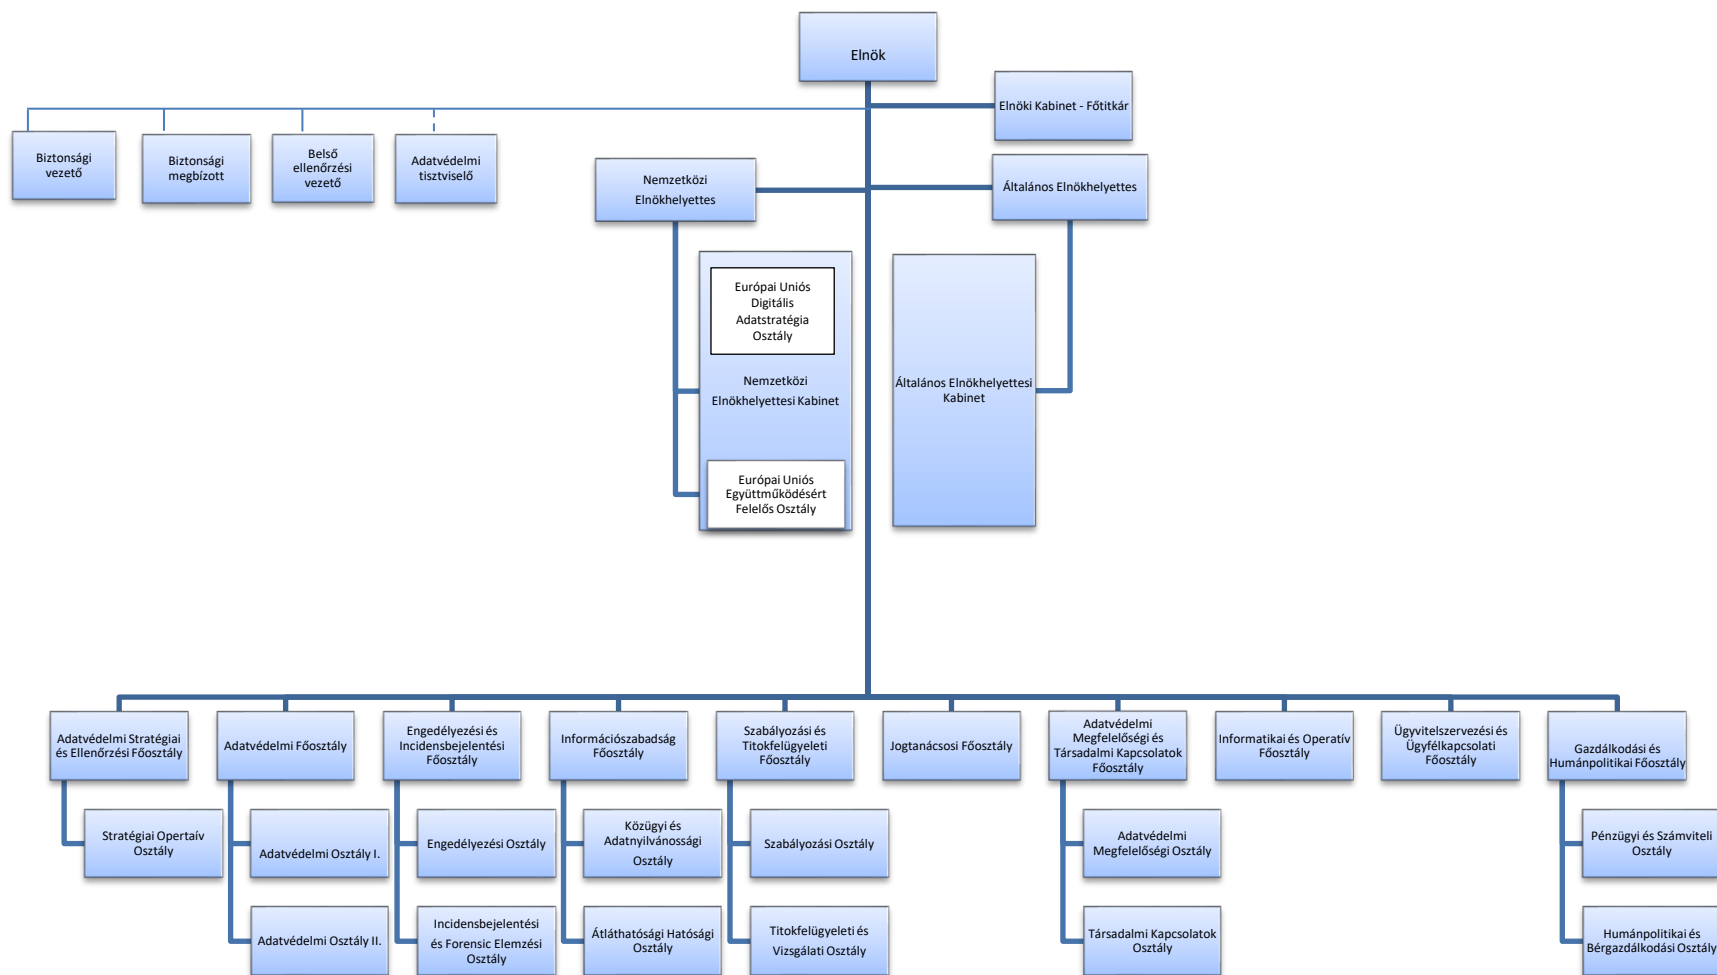 Elnök
Elnöki Kabinet - Főtitkár
Biztonsági
vezető
Biztonsági
megbízott
Belső
ellenőrzési
vezető
Adatvédelmi
tisztviselő
Nemzetközi
Elnökhelyettes
Általános Elnökhelyettes
Európai Uniós
Digitális
Adatstratégia
Osztály
Nemzetközi
Elnökhelyettesi Kabinet
Európai Uniós
Együttműködésért
Felelős Osztály
Általános Elnökhelyettesi
Kabinet
Adatvédelmi Stratégiai
és Ellenőrzési Főosztály
Adatvédelmi Főosztály
Engedélyezési és
Incidensbejelentési
Főosztály
Információszabadság
Főosztály
Szabályozási és
Titokfelügyeleti
Főosztály
Jogtanácsosi Főosztály
Adatvédelmi
Megfelelőségi és
Társadalmi Kapcsolatok
Főosztály
Informatikai és Operatív
Főosztály
Ügyvitelszervezési és
Ügyfélkapcsolati
Főosztály
Gazdálkodási és
Humánpolitikai Főosztály
Stratégiai Opertaív
Osztály
Adatvédelmi Osztály I.
Engedélyezési Osztály
Közügyi és
Adatnyilvánossági
Osztály
Szabályozási Osztály
Adatvédelmi
Megfelelőségi Osztály
Pénzügyi és Számviteli
Osztály
Adatvédelmi Osztály II.
Incidensbejelentési
és Forensic Elemzési
Osztály
Átláthatósági Hatósági
Osztály
Titokfelügyeleti és
Vizsgálati Osztály
Társadalmi Kapcsolatok
Osztály
Humánpolitikai és
Bérgazdálkodási Osztály